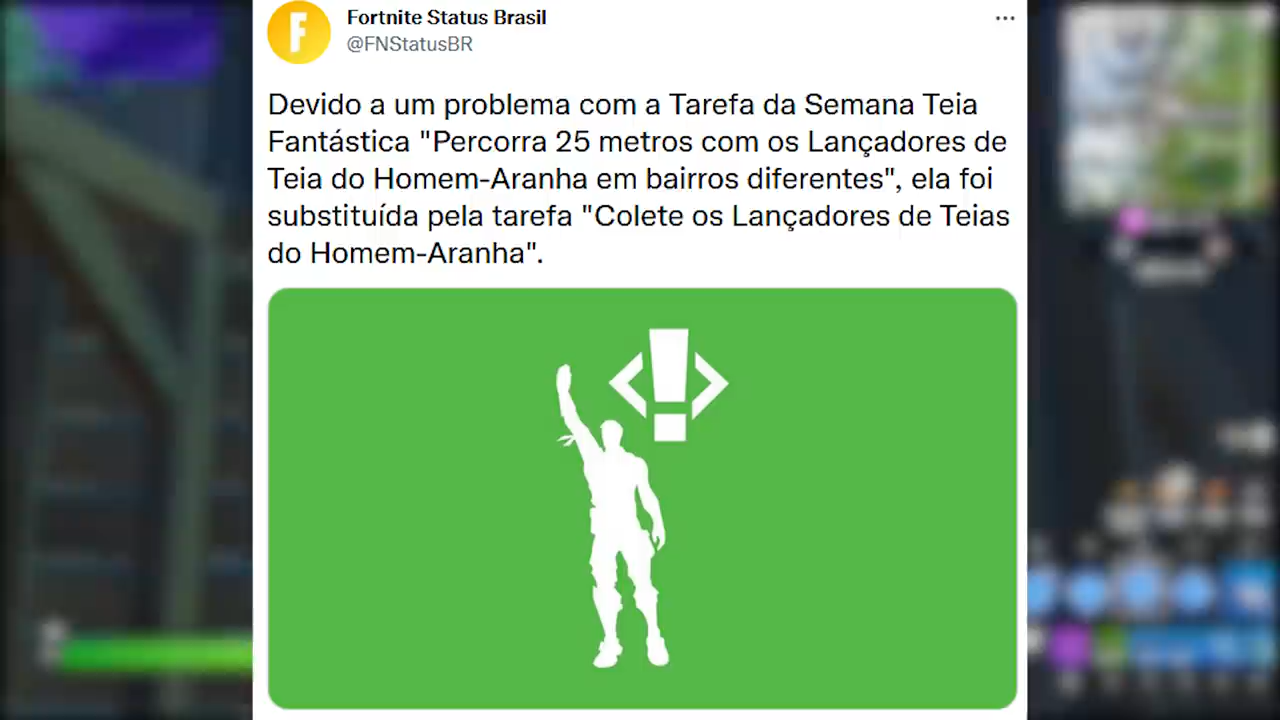 Fortnite Status Brasil
@FNStatusBR
Devido a um problema com a Tarefa da Semana Teia
Fantástica "Percorra 25 metros com os Lançadores de
Teia do Homem-Aranha em bairros diferentes", ela foi
substituída pela tarefa "Colete os Lançadores de Teias
do Homem-Aranha".